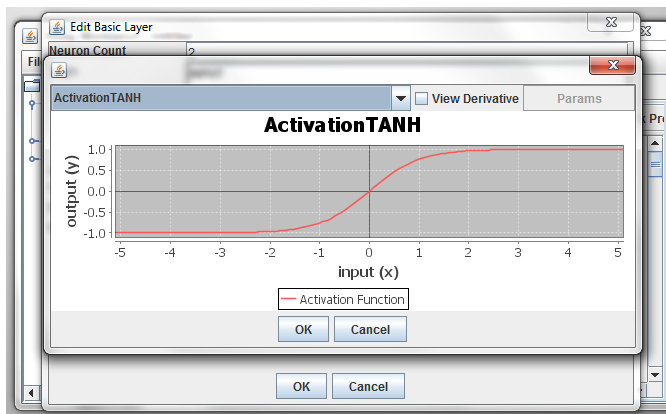 Edit Basic Layer
Neuron Count 2
Fil
ActivationTANH View Derivative Params
Pro
ActivationTANH
output (y)
1.0
0.5
0.0
-0.5
-1.0
-5 -4 -3 -2 -1 0 1 2 3 4 5
input (x)
Activation Function
OK Cancel
OK Cancel